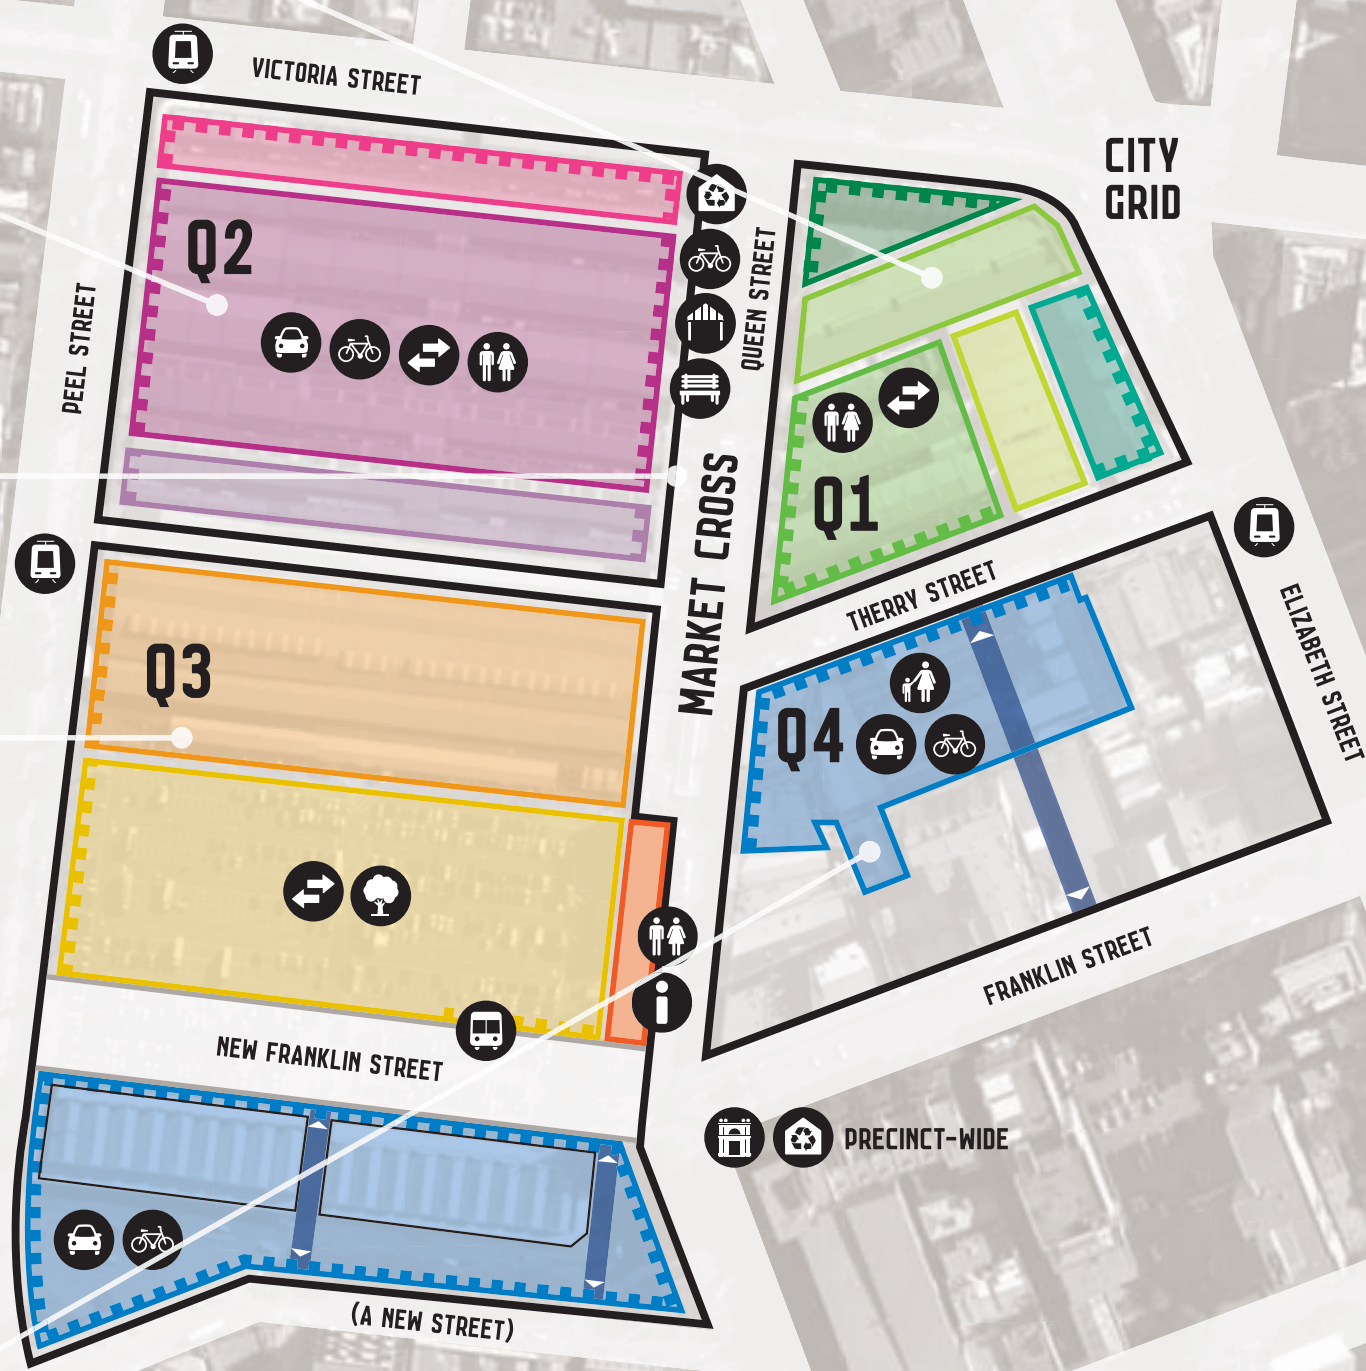 VICTORIA STREET
CITY
GRID
Q2
QUEEN STREET
PEEL STREET
Q1
MARKET CROSS
THERRY STREET
ELIZABETH STREET
Q3
Q4
FRANKLIN STREET
NEW FRANKLIN STREET
PRECINCT-WIDE
(A NEW STREET)